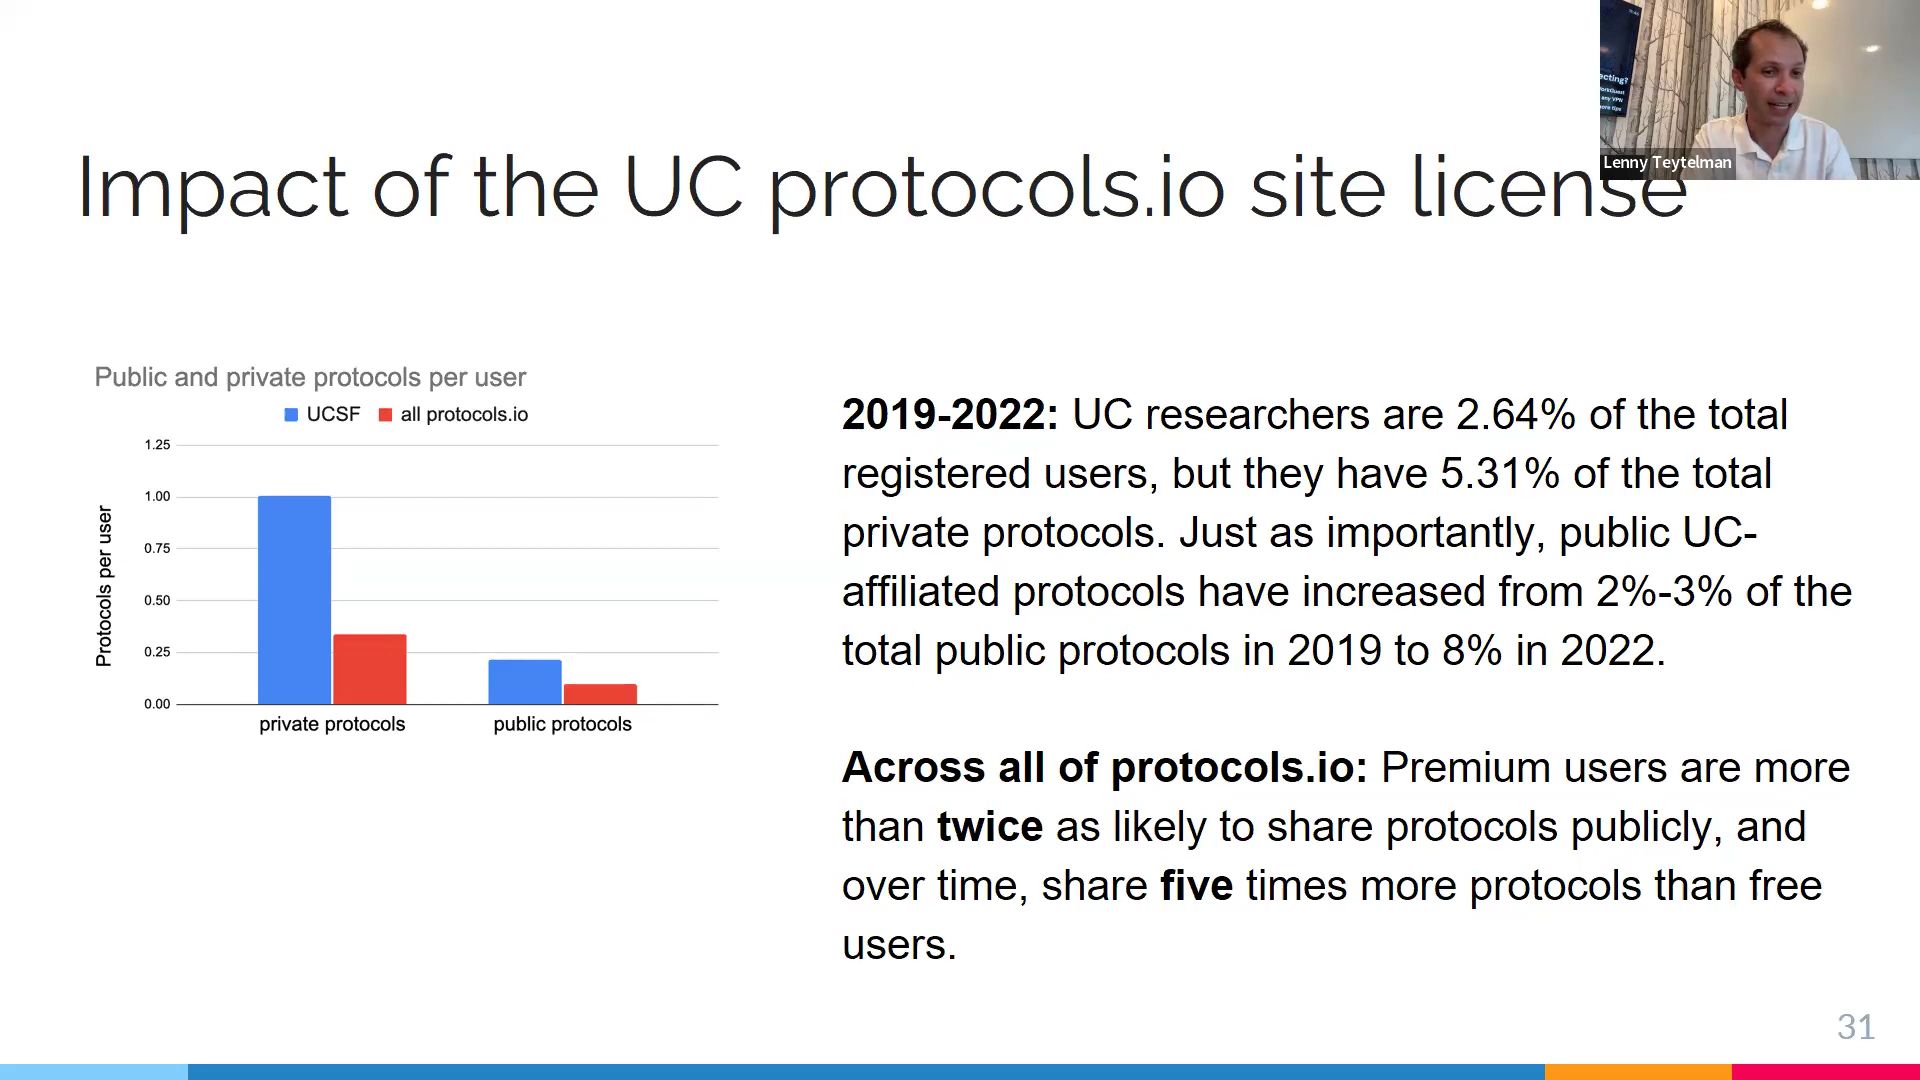 ecting?
any VPN
Lenny Teytelman
Impact of the UC protocols.io site license
Public and private protocols per user
UCSF
all protocols.io
1.25
1.00
0.75
0.50
0.25
0.00
Protocols per user
private protocols
public protocols
2019-2022: UC researchers are 2.64% of the total
registered users, but they have 5.31% of the total
private protocols. Just as importantly, public UC-
affiliated protocols have increased from 2%-3% of the
total public protocols in 2019 to 8% in 2022.
Across all of protocols.io: Premium users are more
than twice as likely to share protocols publicly, and
over time, share five times more protocols than free
users.
31